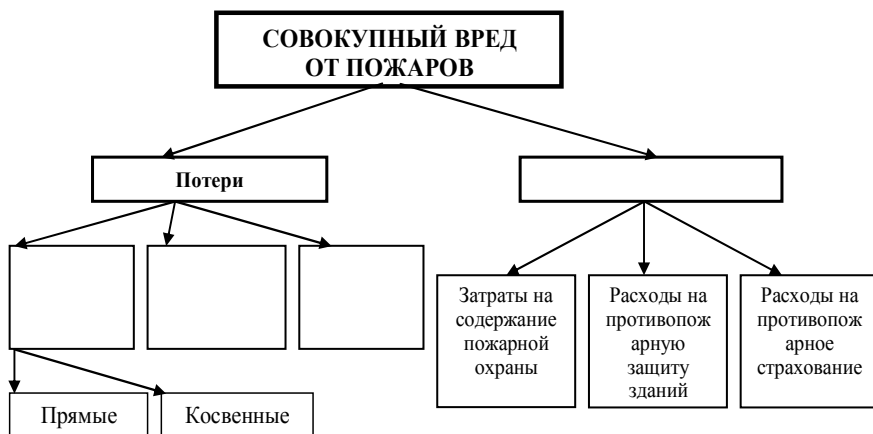 СОВОКУПНЫЙ ВРЕД
ОТ ПОЖАРОВ
Потери
Затраты на
содержание
пожарной
охраны
Расходы на
противопож
арную
защиту
зданий
Расходы на
противопож
арное
страхование
Прямые
Косвенные